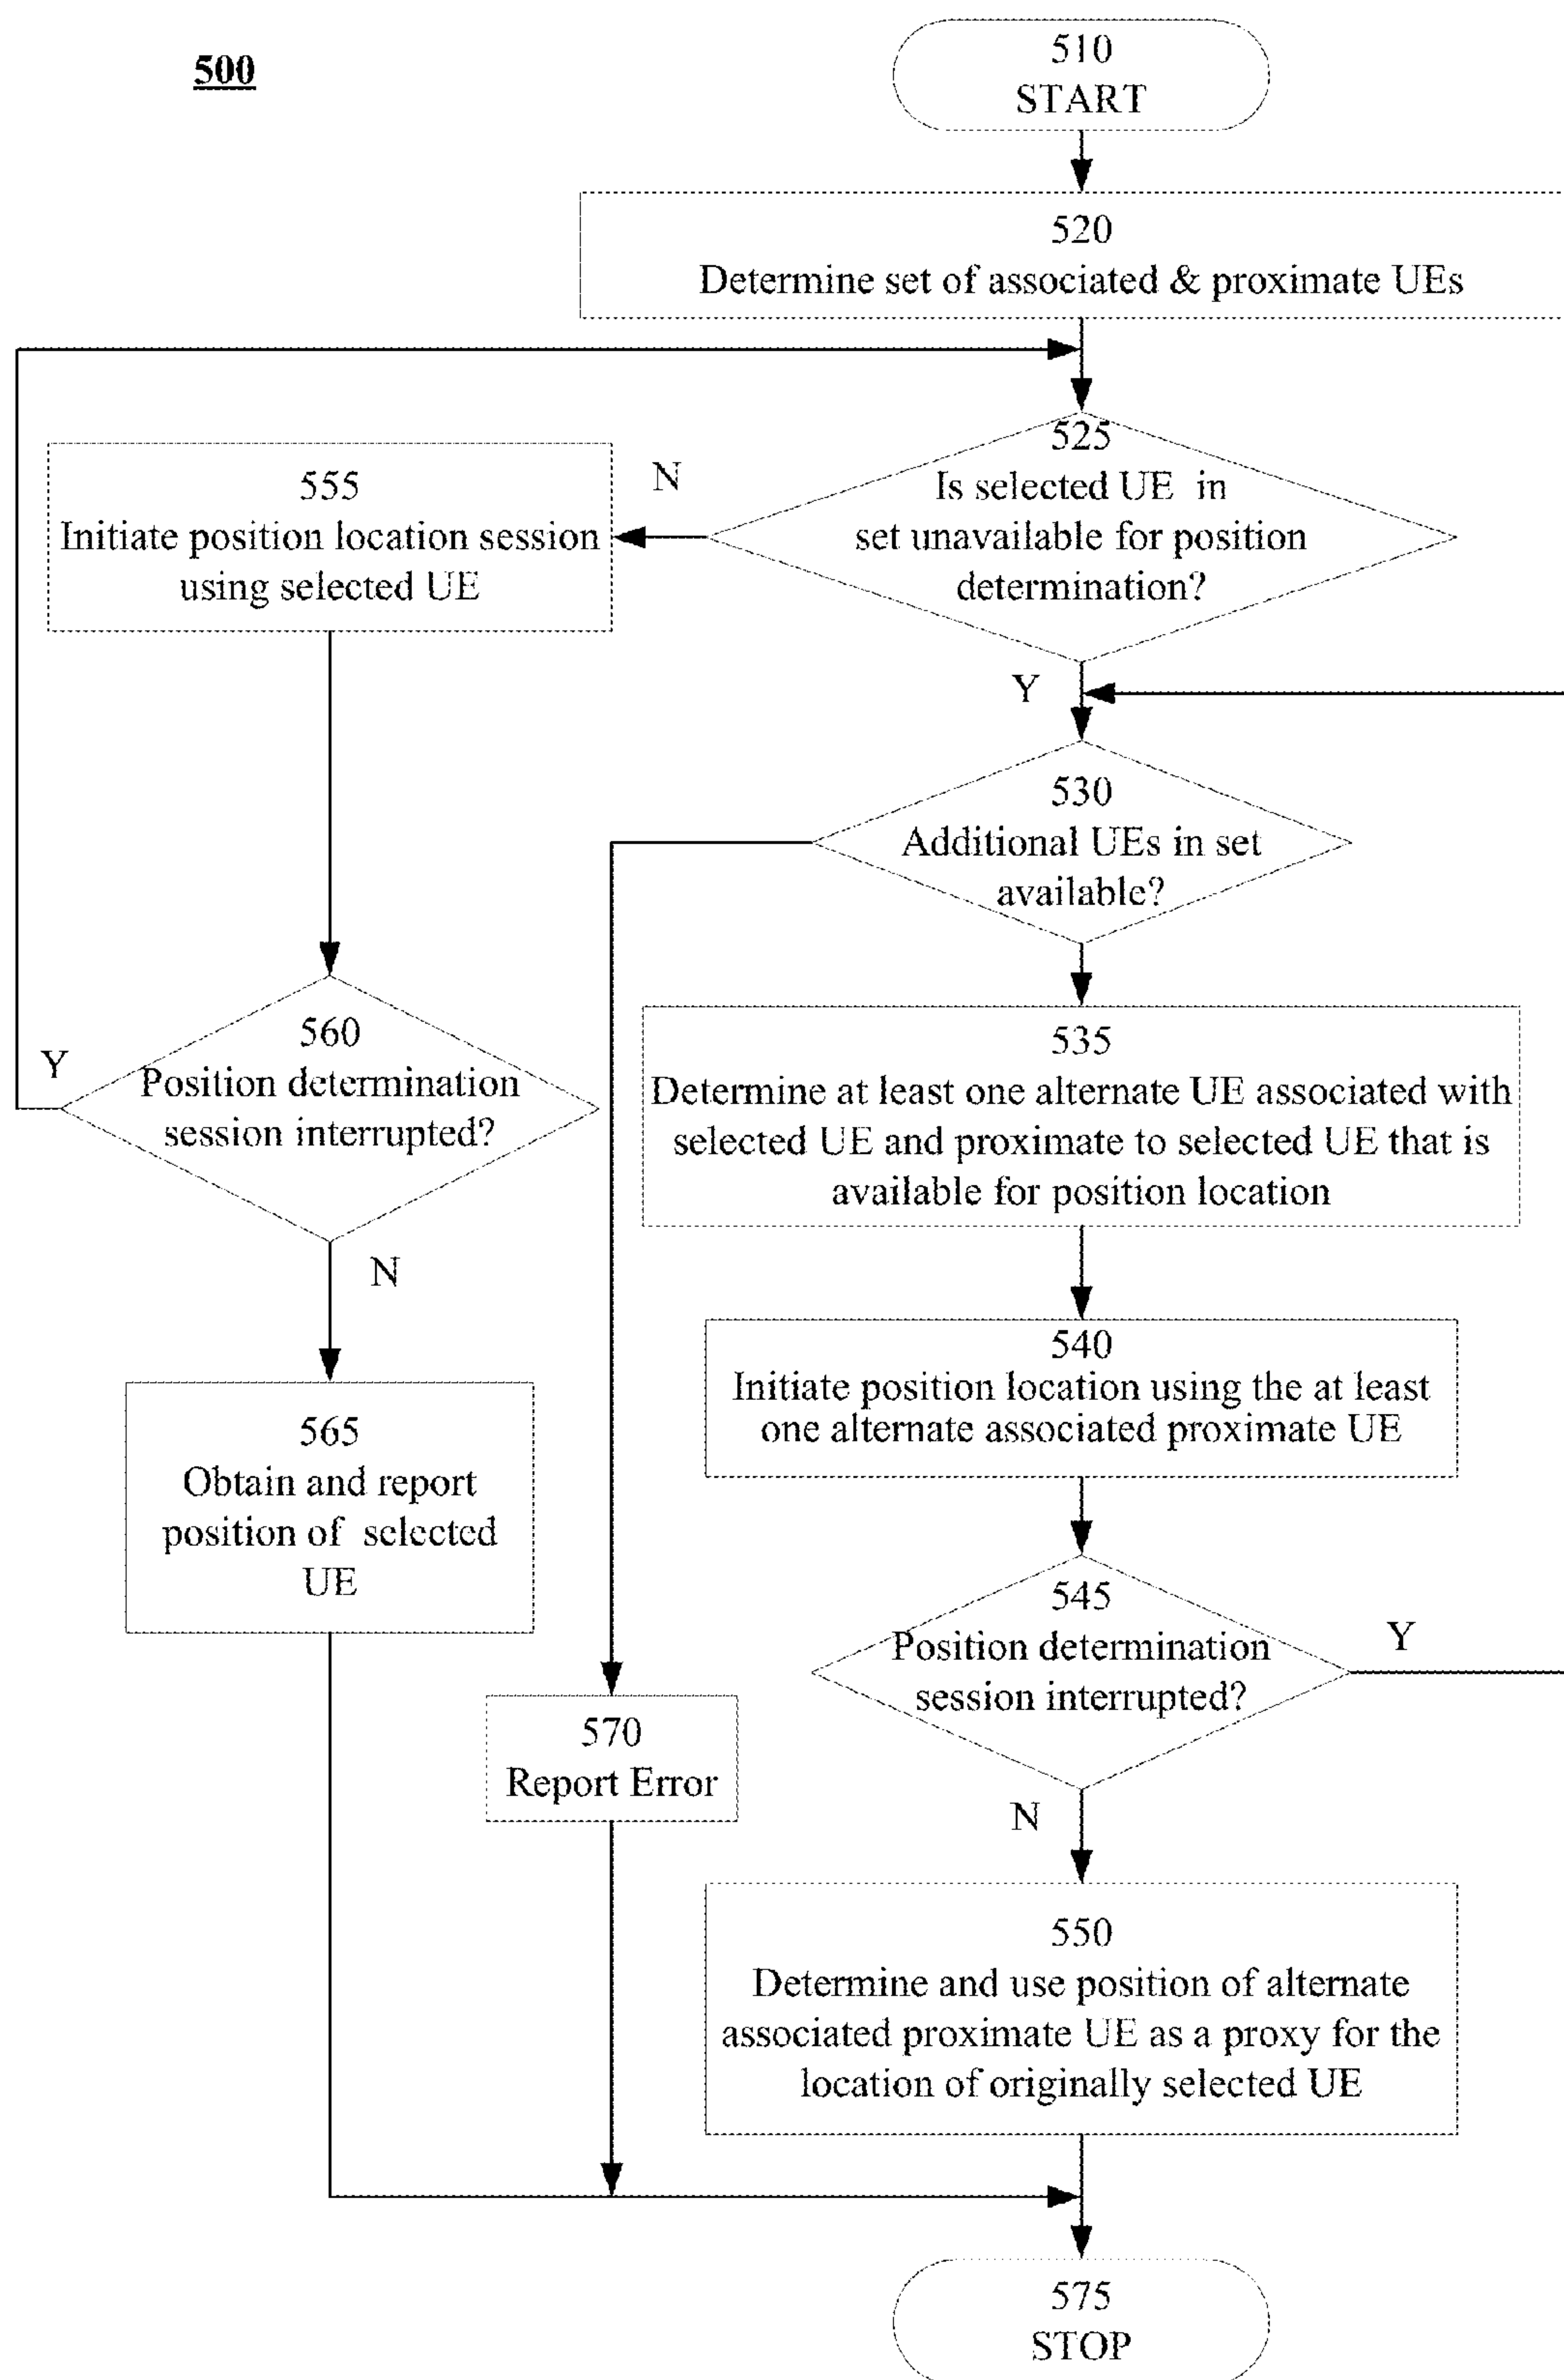 500
510
START
520
Determine set of associated & proximate UEs
525
Is selected UE in
set unavailable for position
determination?
N
555
Initiate position location session
using selected UE
Y
530
Additional UEs in set
available?
535
Determine at least one alternate UE associated with
selected UE and proximate to selected UE that is
available for position location
560
Position determination
session interrupted?
Y
N
540
Initiate position location using the at least
one alternate associated proximate UE
565
Obtain and report
position of selected
UE
545
Position determination
session interrupted?
Y
N
570
Report Error
550
Determine and use position of alternate
associated proximate UE as a proxy for the
location of originally selected UE
575
STOP